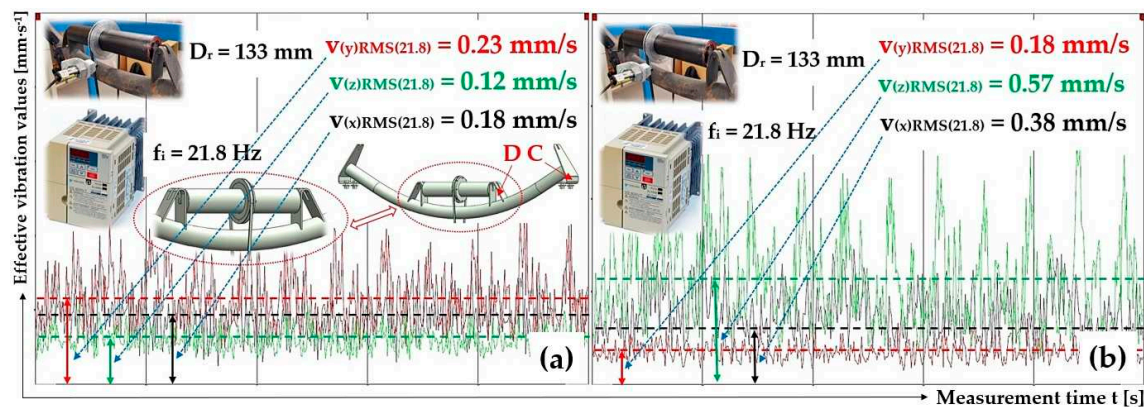 Effective vibration values [mm·s⁻¹]
Dᵣ = 133 mm
v(y)RMS(21.8) = 0.23 mm/s
v(z)RMS(21.8) = 0.12 mm/s
v(x)RMS(21.8) = 0.18 mm/s
fᵢ = 21.8 Hz
D C
(a)
Dᵣ = 133 mm
v(y)RMS(21.8) = 0.18 mm/s
v(z)RMS(21.8) = 0.57 mm/s
v(x)RMS(21.8) = 0.38 mm/s
fᵢ = 21.8 Hz
(b)
Measurement time t [s]